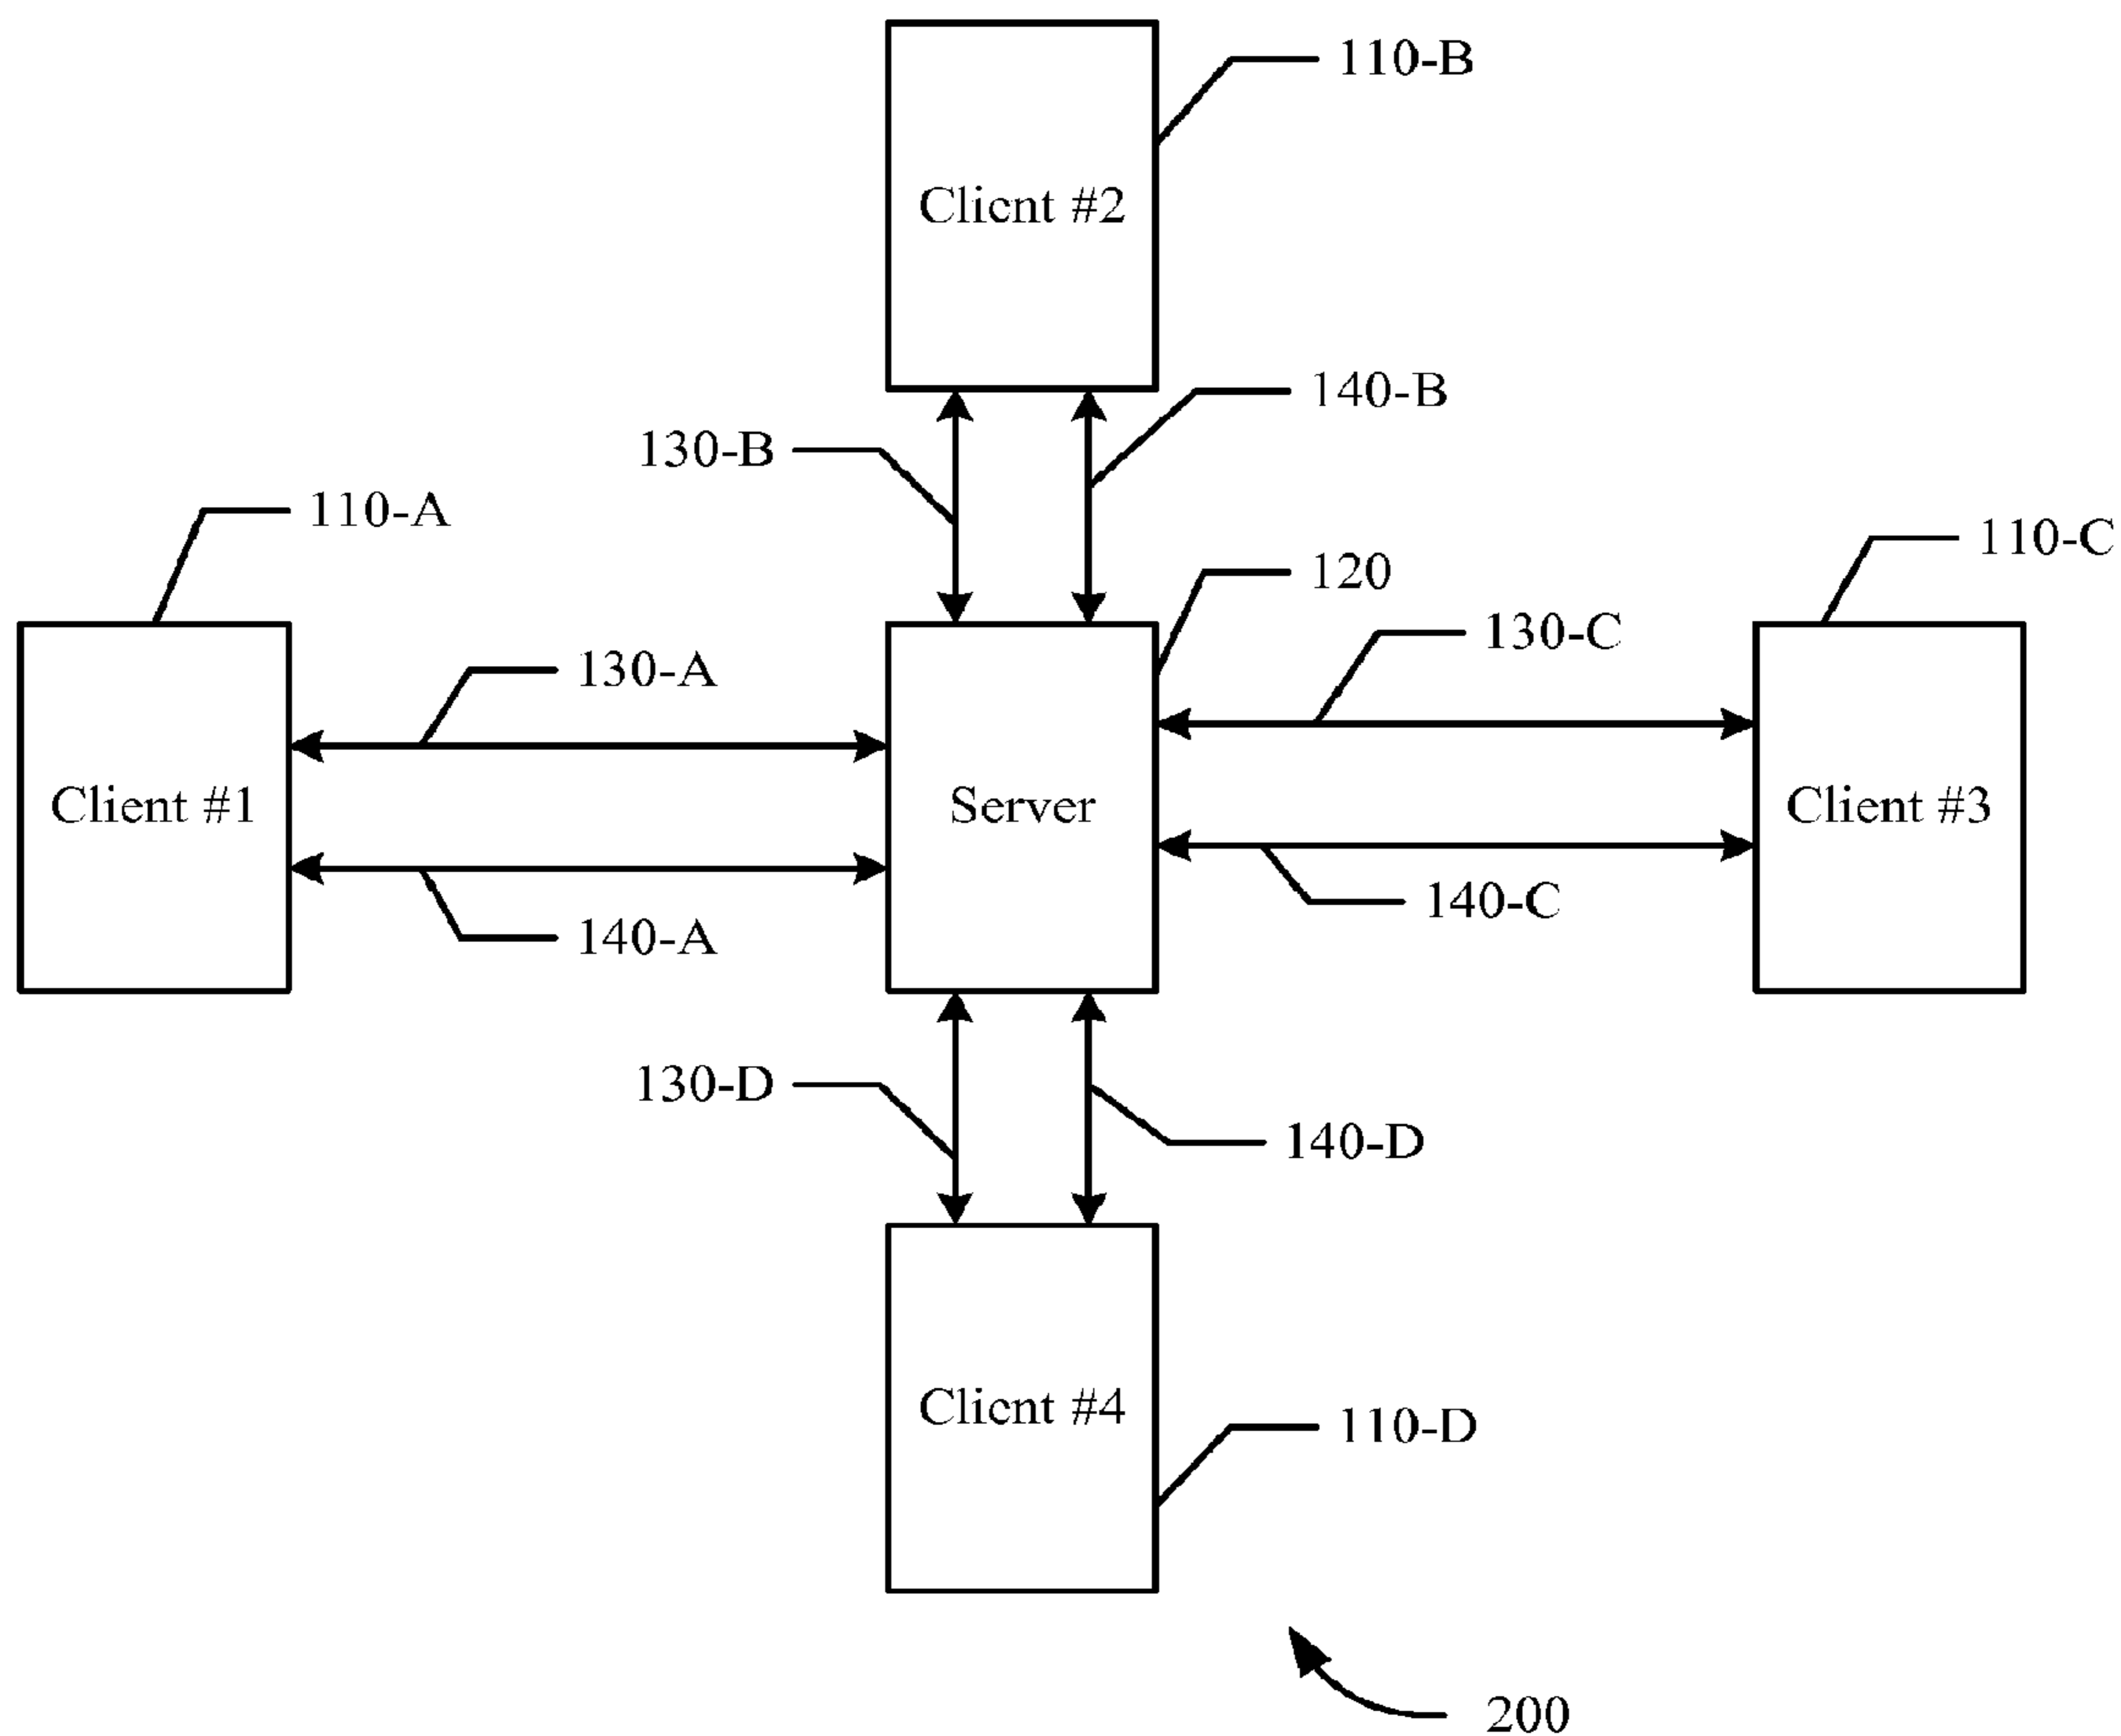 110-B
Client #2
140-B
130-B
110-A
110-C
120
130-C
130-A
Client #1
Server
Client #3
140-C
140-A
130-D
140-D
Client #4
110-D
200